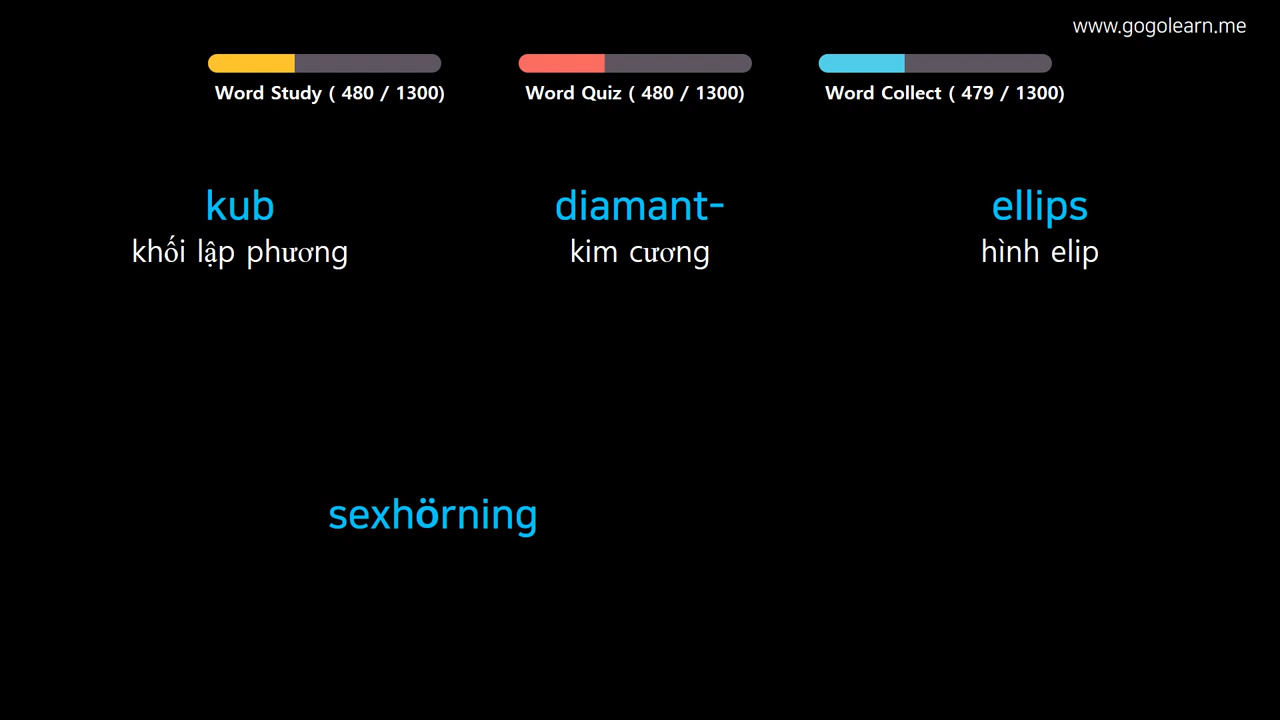 www.gogolearn.me
Word Study ( 480 / 1300)
Word Quiz ( 480 / 1300)
Word Collect ( 479 / 1300)
kub
khối lập phương
diamant-
kim cương
ellips
hình elip
sexhörning